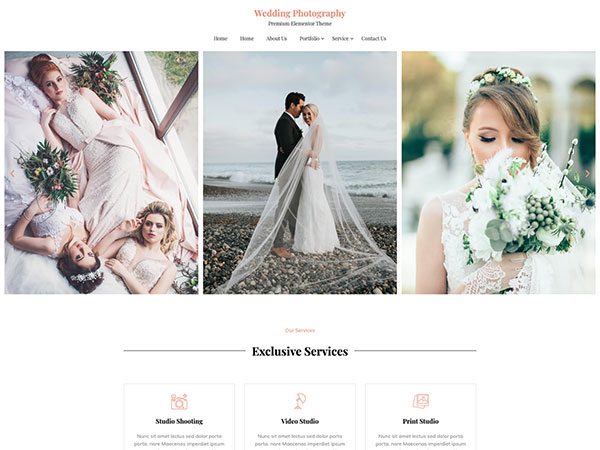 Wedding Photography
Premium Elementor Theme
Home Home About Us Portfolio Service Contact Us
Our Services
Exclusive Services
Studio Shooting Video Studio Print Studio
Nunc sit amet lectus sed dolor porta Nunc sit amet lectus sed dolor porta Nunc sit amet lectus sed dolor porta
porta, nare Maecenas imperdiet ipsum porta, nare Maecenas imperdiet ipsum porta, nare Maecenas imperdiet ipsum